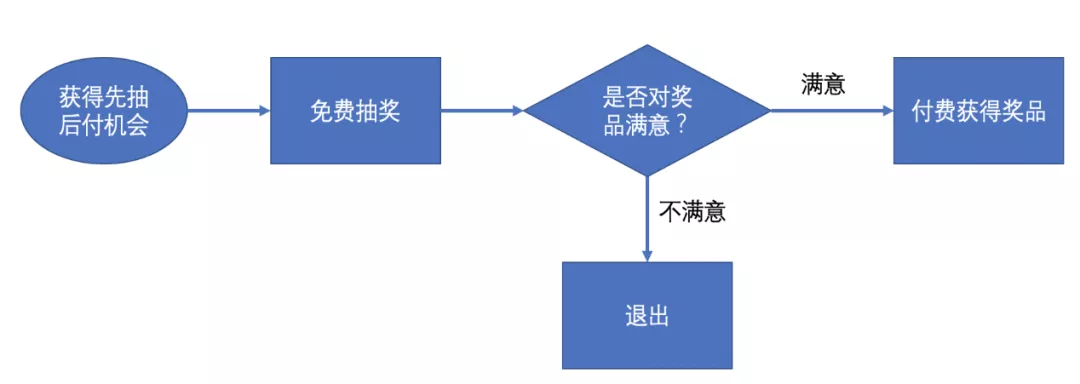 获得先抽
后付机会
免费抽奖
是否对奖
品满意？
满意
付费获得奖品
不满意
退出